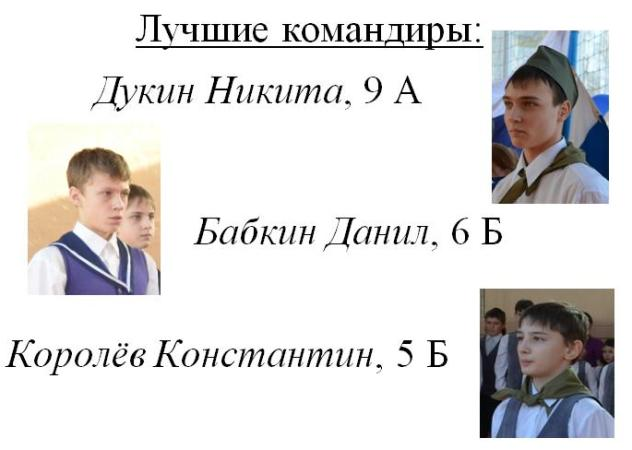 Лучшие командиры:
Дукин Никита, 9 А
Бабкин Данил, 6 Б
Королёв Константин, 5 Б